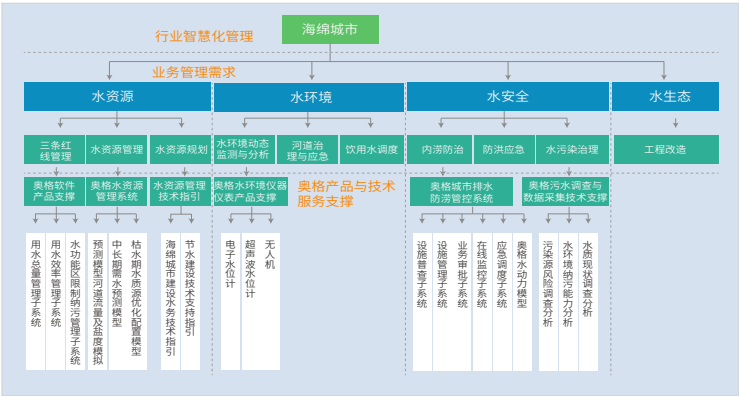 海绵城市
行业智慧化管理
业务管理需求
水资源
水环境
水安全
水生态
三条红
线管理
水资源管理
水资源规划
水环境动态
监测与分析
河道治
理与应急
饮用水调度
内涝防治
防洪应急
水污染治理
工程改造
奥格软件
产品支撑
奥格水资源
管理系统
水资源管理
技术指引
奥格水环境仪器
仪表产品支撑
奥格产品与技术
服务支撑
奥格城市排水
防涝管控系统
奥格污水调查与
数据采集技术支撑
用水总量管理子系统
用水效率管理子系统
水功能区限制纳污管理子系统
预测模型河道流量及盐度模拟
中长期需水预测模型
枯水期水质源优化配置模型
海绵城市建设水务技术指引
节水建设技术支持指引
电子水位计
超声波水位计
无人机
设施普查子系统
设施管理子系统
业务审批子系统
在线监控子系统
应急调度子系统
奥格水动力模型
污染源风险调查分析
水环境纳污能力分析
水质现状调查分析